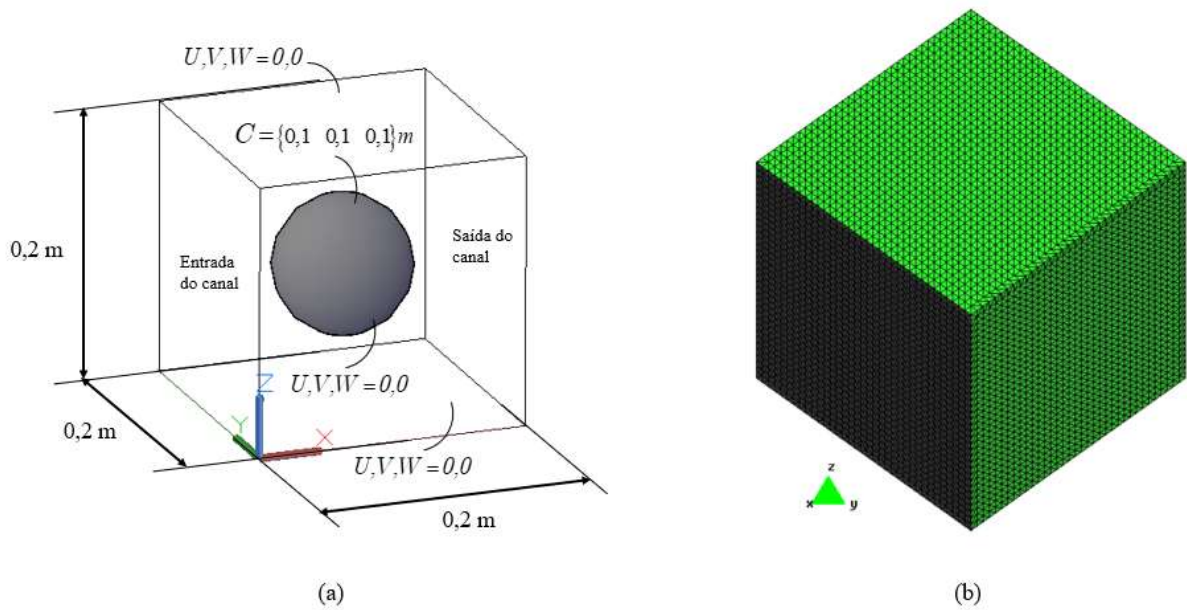 U,V,W = 0,0
C = {0,1 0,1 0,1}m
0,2 m
Entrada
do canal
Saída do
canal
U,V,W = 0,0
Z
Y
X
0,2 m
U,V,W = 0,0
0,2 m
(a)
z
x
y
(b)